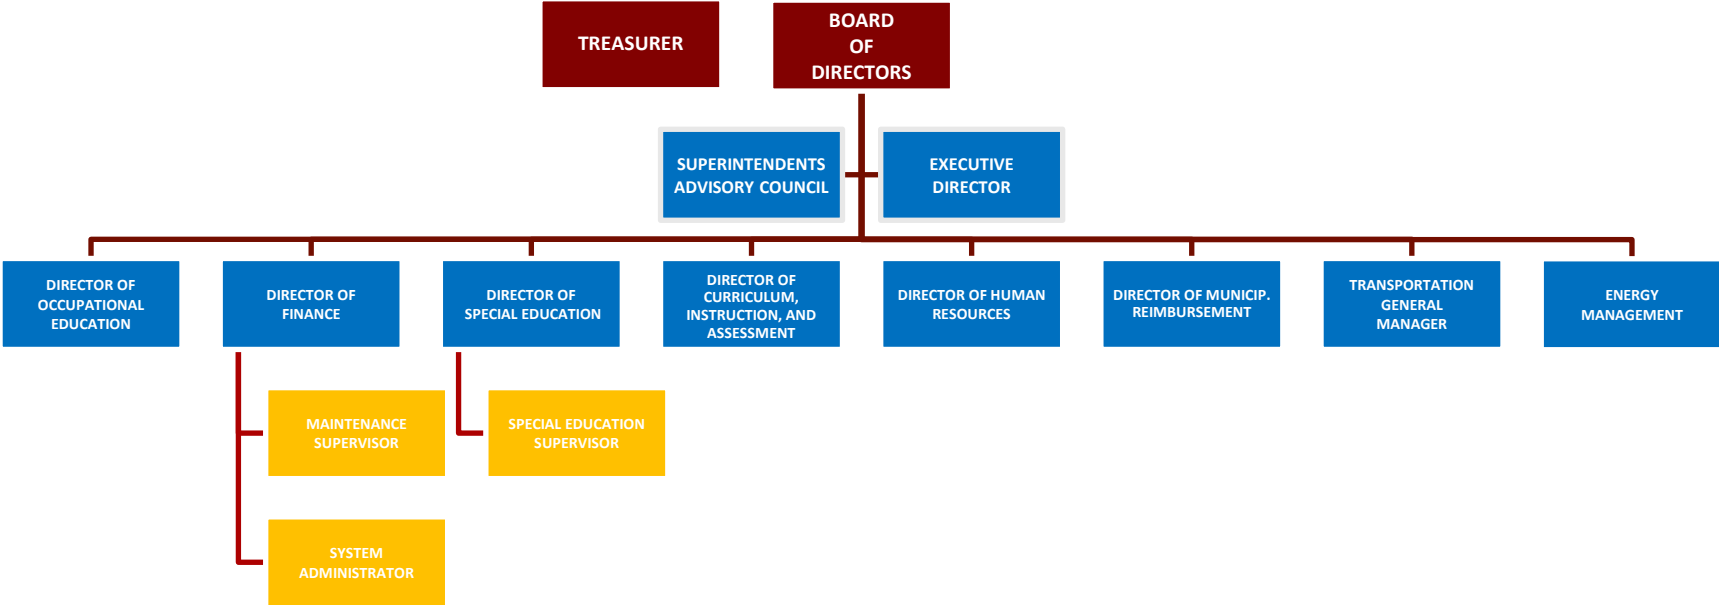 TREASURER
BOARD
OF
DIRECTORS
SUPERINTENDENTS
ADVISORY COUNCIL
EXECUTIVE
DIRECTOR
DIRECTOR OF
OCCUPATIONAL
EDUCATION
DIRECTOR OF
FINANCE
DIRECTOR OF
SPECIAL EDUCATION
DIRECTOR OF
CURRICULUM,
INSTRUCTION, AND
ASSESSMENT
DIRECTOR OF HUMAN
RESOURCES
DIRECTOR OF MUNICIP.
REIMBURSEMENT
TRANSPORTATION
GENERAL
MANAGER
ENERGY
MANAGEMENT
MAINTENANCE
SUPERVISOR
SPECIAL EDUCATION
SUPERVISOR
SYSTEM
ADMINISTRATOR